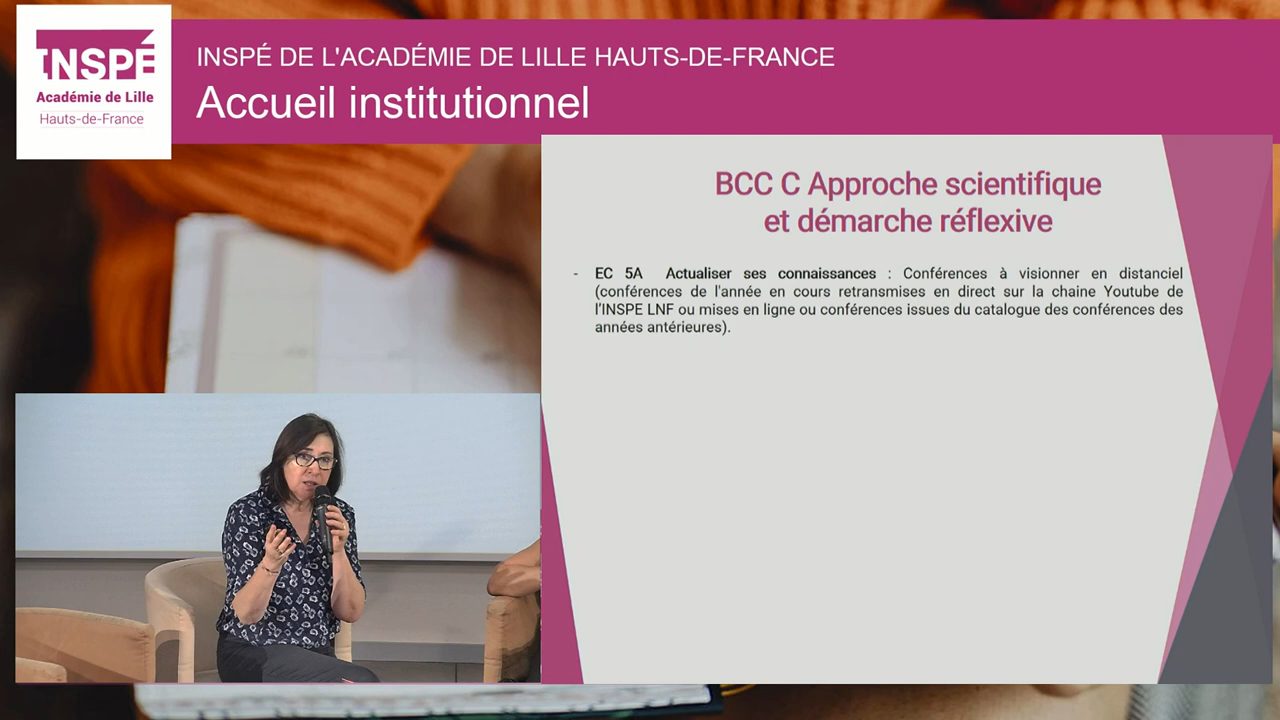 INSPÉ
Académie de Lille
Hauts-de-France
INSPÉ DE L'ACADÉMIE DE LILLE HAUTS-DE-FRANCE
Accueil institutionnel
BCC C Approche scientifique
et démarche réflexive
- EC 5A Actualiser ses connaissances : Conférences à visionner en distanciel
(conférences de l'année en cours retransmises en direct sur la chaine Youtube de
l'INSPE LNF ou mises en ligne ou conférences issues du catalogue des conférences des
années antérieures).